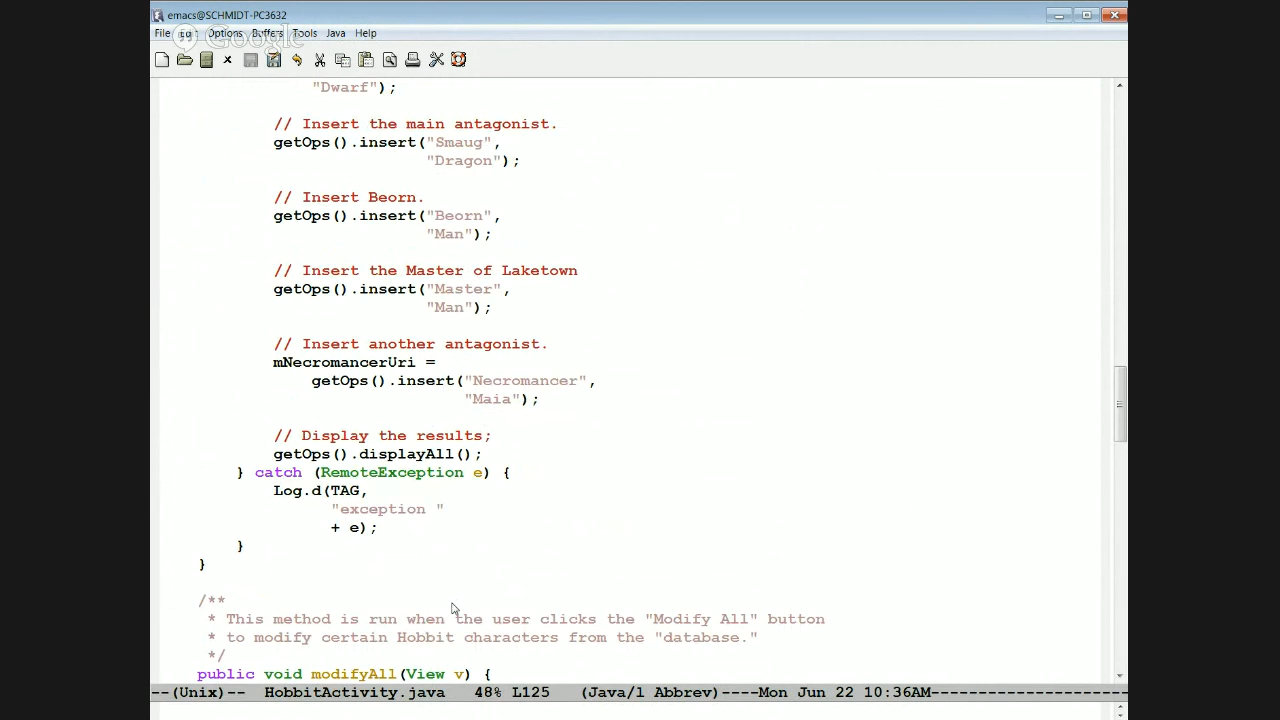 emacs@SCHMIDT-PC3632
File Options Buffers Tools Java Help
Google
"Dwarf");
// Insert the main antagonist.
getOps().insert("Smaug",
"Dragon");
// Insert Beorn.
getOps().insert("Beorn",
"Man");
// Insert the Master of Laketown
getOps().insert("Master",
"Man");
// Insert another antagonist.
mNecromancerUri =
getOps().insert("Necromancer",
"Maia");
// Display the results;
getOps().displayAll();
} catch (RemoteException e) {
Log.d(TAG,
"exception "
+ e);
}
}
/**
* This method is run when the user clicks the "Modify All" button
* to modify certain Hobbit characters from the "database."
*/
public void modifyAll(View v) {
--(Unix)-- HobbitActivity.java 48% L125 (Java/l Abbrev)----Mon Jun 22 10:36AM---------------------